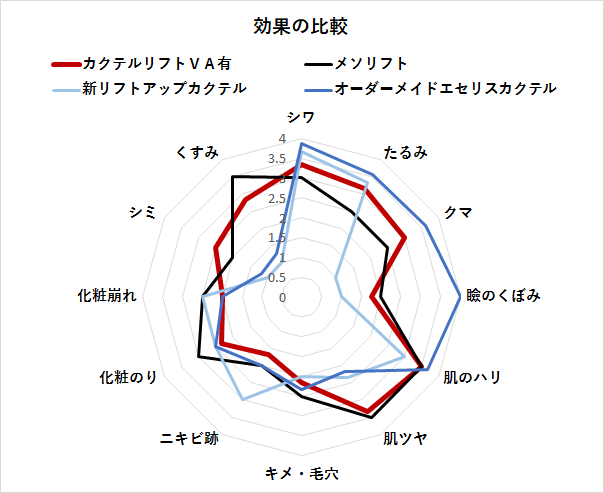 効果の比較
カクテルリフトＶＡ有 メソリフト
新リフトアップカクテル オーダーメイドエセリスカクテル
シワ
たるみ
クマ
瞼のくぼみ
肌のハリ
肌ツヤ
キメ・毛穴
ニキビ跡
化粧のり
化粧崩れ
シミ
くすみ
4
3.5
3
2.5
2
1.5
1
0.5
0